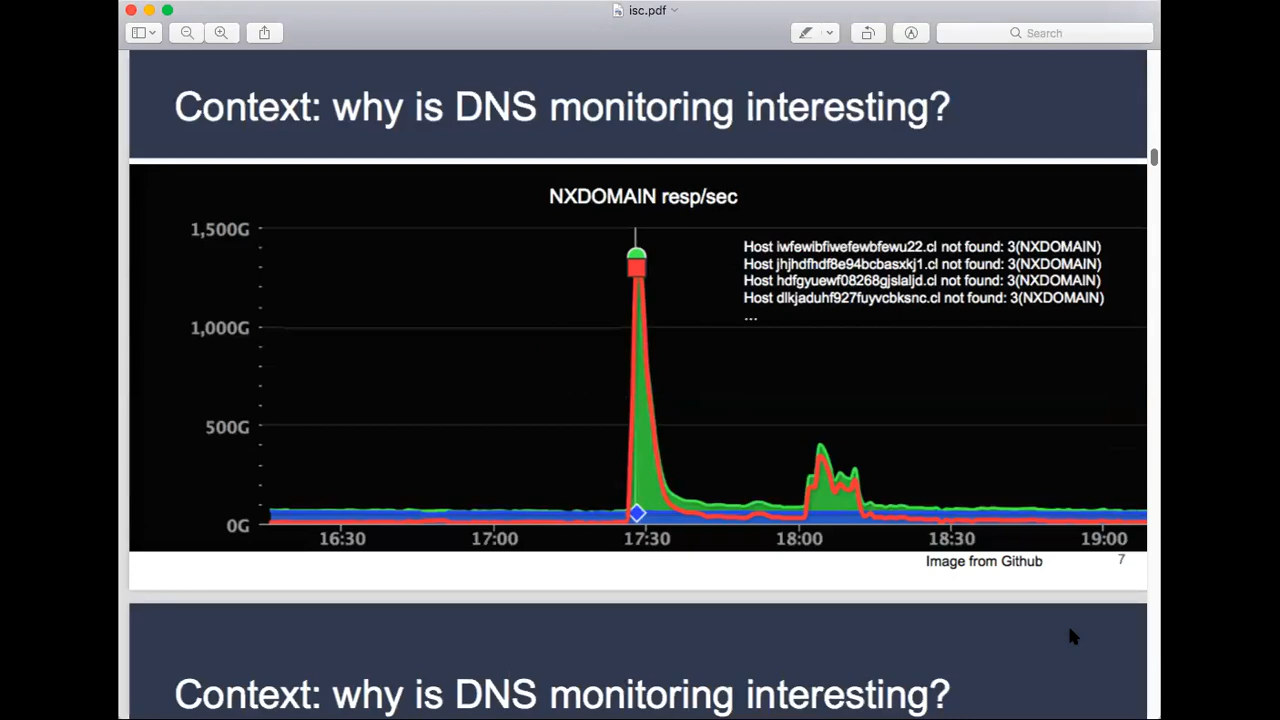 isc.pdf
Search
Context: why is DNS monitoring interesting?
NXDOMAIN resp/sec
1,500G
1,000G
500G
0G
Host iwfewibfiwefewbfewu22.cl not found: 3(NXDOMAIN)
Host jhjhdfhdf8e94bcbasxkj1.cl not found: 3(NXDOMAIN)
Host hdfgyuewf08268gjslaljd.cl not found: 3(NXDOMAIN)
Host dlkjaduhf927fuyvcbksnc.cl not found: 3(NXDOMAIN)
...
16:30 17:00 17:30 18:00 18:30 19:00
Image from Github
7
Context: why is DNS monitoring interesting?